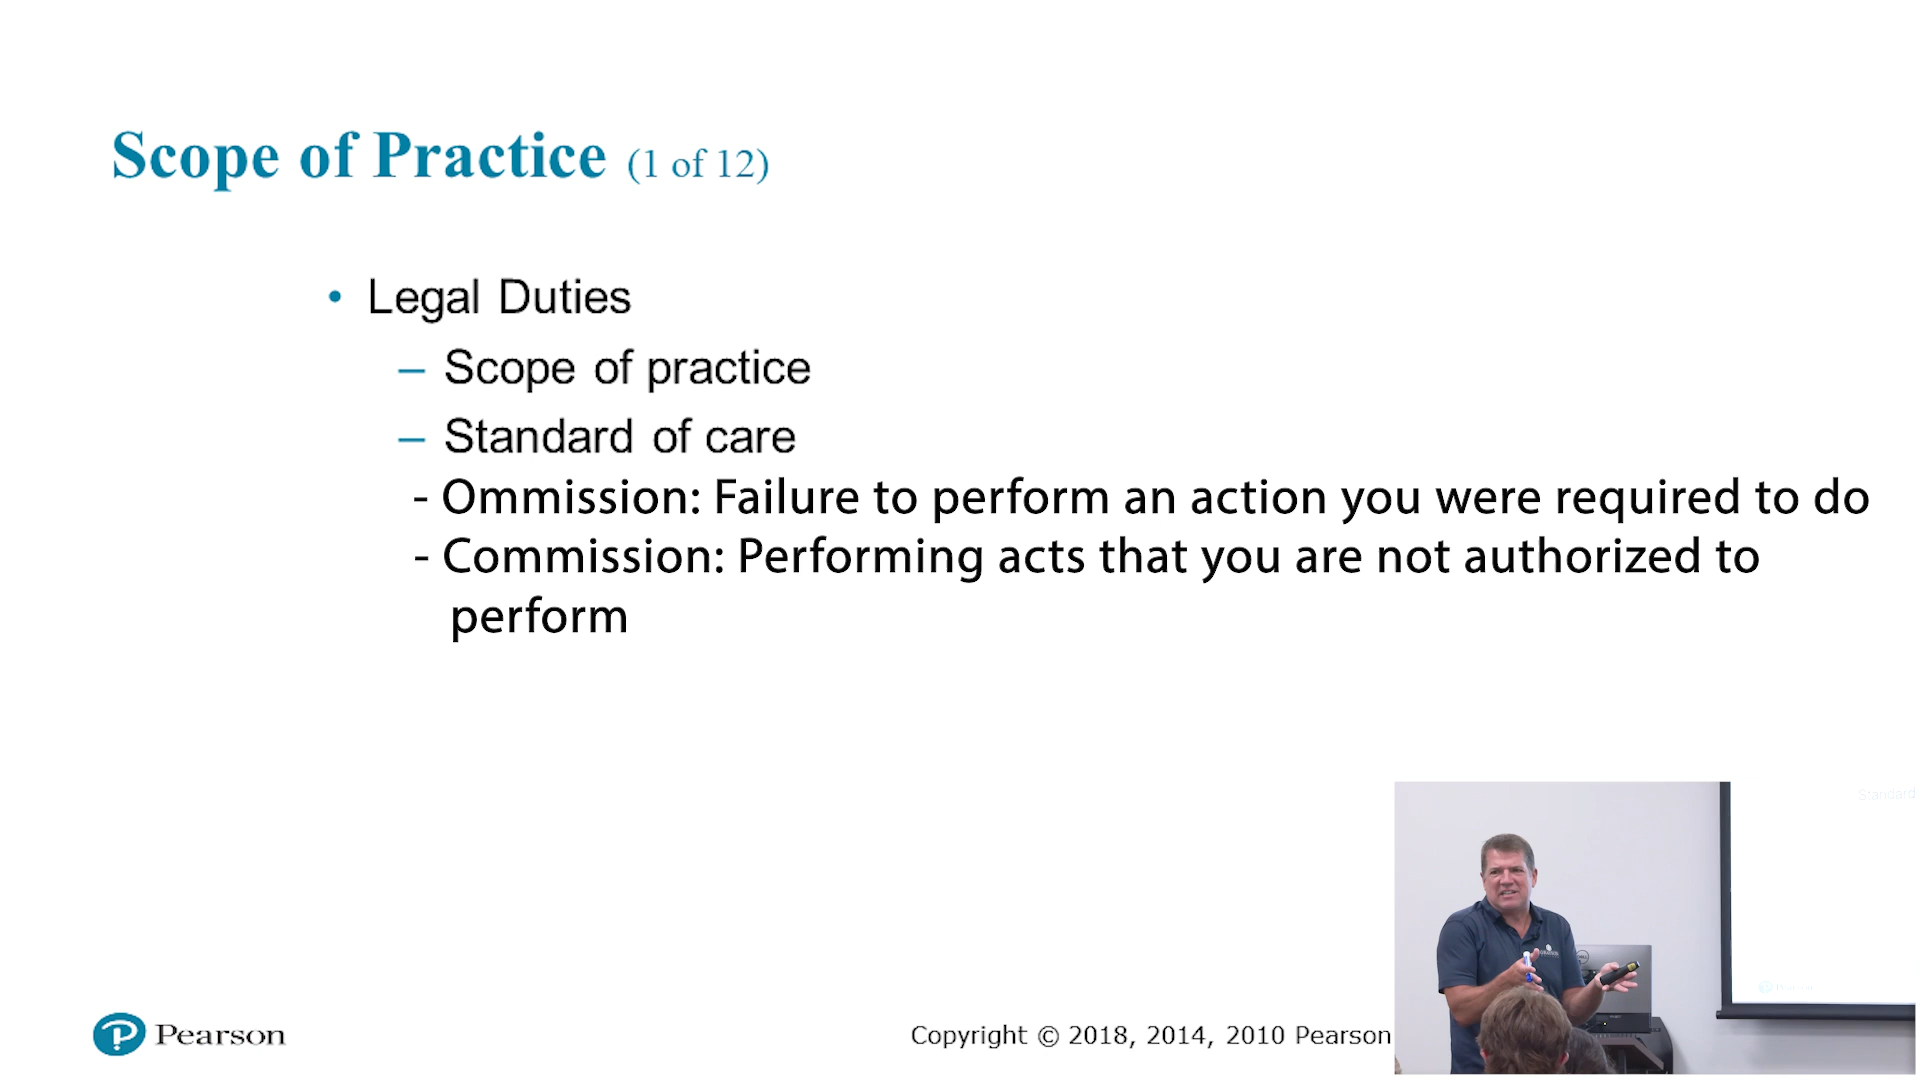 Scope of Practice (1 of 12)
• Legal Duties
– Scope of practice
– Standard of care
- Ommission: Failure to perform an action you were required to do
- Commission: Performing acts that you are not authorized to
perform
Standard
Pearson
Copyright © 2018, 2014, 2010 Pearson